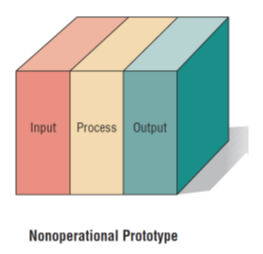 Input
Process
Output
Nonoperational Prototype